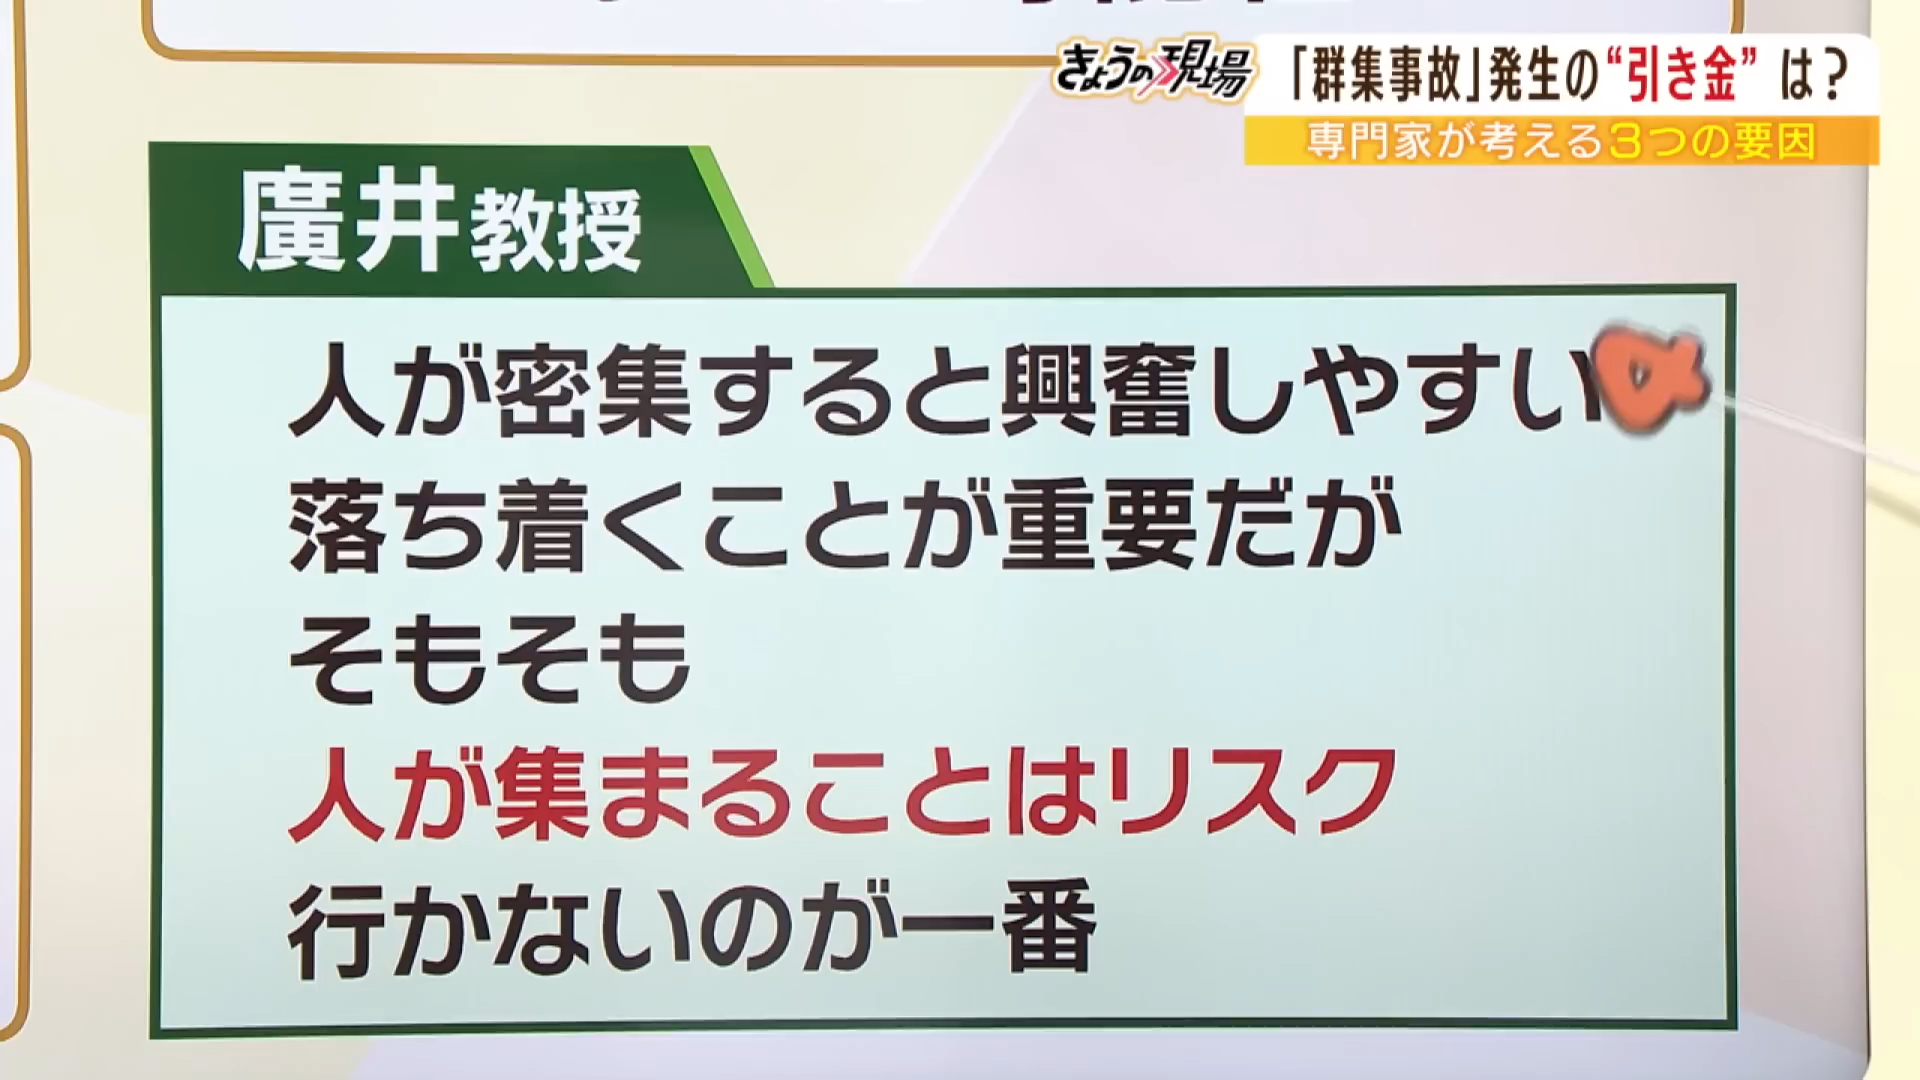 きょうの現場
「群集事故」発生の“引き金”は？
専門家が考える3つの要因
廣井教授
人が密集すると興奮しやすい
落ち着くことが重要だが
そもそも
人が集まることはリスク
行かないのが一番